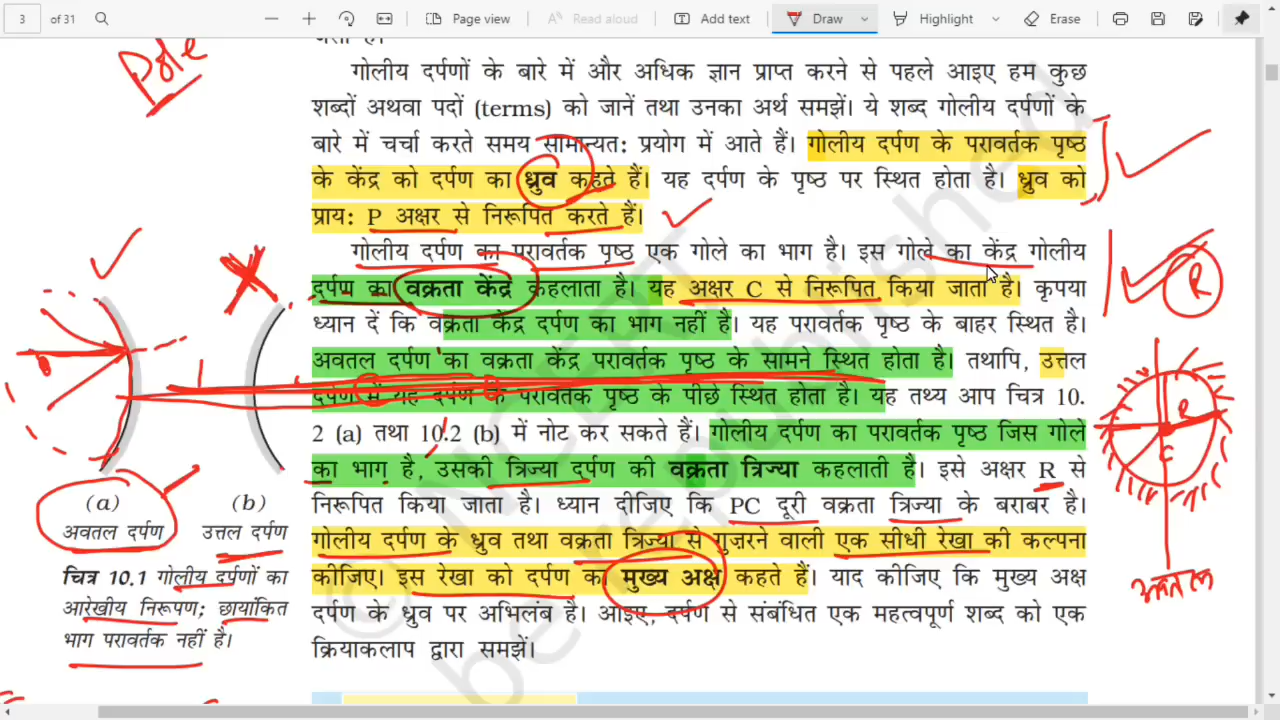 3 of 31
Page view
Read aloud
Add text
Draw
Highlight
Erase
Pole
गोलीय दर्पणों के बारे में और अधिक ज्ञान प्राप्त करने से पहले आइए हम कुछ
शब्दों अथवा पदों (terms) को जानें तथा उनका अर्थ समझें। ये शब्द गोलीय दर्पणों के
बारे में चर्चा करते समय सामान्यत: प्रयोग में आते हैं। गोलीय दर्पण के परावर्तक पृष्ठ
के केंद्र को दर्पण का ध्रुव कहते हैं। यह दर्पण के पृष्ठ पर स्थित होता है। ध्रुव को
प्राय: P अक्षर से निरूपित करते हैं।
गोलीय दर्पण का परावर्तक पृष्ठ एक गोले का भाग है। इस गोले का केंद्र गोलीय
दर्पण का वक्रता केंद्र कहलाता है। यह अक्षर C से निरूपित किया जाता है। कृपया
ध्यान दें कि वक्रता केंद्र दर्पण का भाग नहीं है। यह परावर्तक पृष्ठ के बाहर स्थित है।
अवतल दर्पण का वक्रता केंद्र परावर्तक पृष्ठ के सामने स्थित होता है। तथापि, उत्तल
दर्पण में यह दर्पण के परावर्तक पृष्ठ के पीछे स्थित होता है। यह तथ्य आप चित्र 10.
2 (a) तथा 10.2 (b) में नोट कर सकते हैं। गोलीय दर्पण का परावर्तक पृष्ठ जिस गोले
का भाग है, उसकी त्रिज्या दर्पण की वक्रता त्रिज्या कहलाती है। इसे अक्षर R से
निरूपित किया जाता है। ध्यान दीजिए कि PC दूरी वक्रता त्रिज्या के बराबर है।
गोलीय दर्पण के ध्रुव तथा वक्रता त्रिज्या से गुजरने वाली एक सीधी रेखा की कल्पना
कीजिए। इस रेखा को दर्पण का मुख्य अक्ष कहते हैं। याद कीजिए कि मुख्य अक्ष
दर्पण के ध्रुव पर अभिलंब है। आइए, दर्पण से संबंधित एक महत्वपूर्ण शब्द को एक
क्रियाकलाप द्वारा समझें।
(a) (b)
अवतल दर्पण उत्तल दर्पण
चित्र 10.1 गोलीय दर्पणों का
आरेखीय निरूपण; छायांकित
भाग परावर्तक नहीं है।
R
R
C
© NCERT
be republished